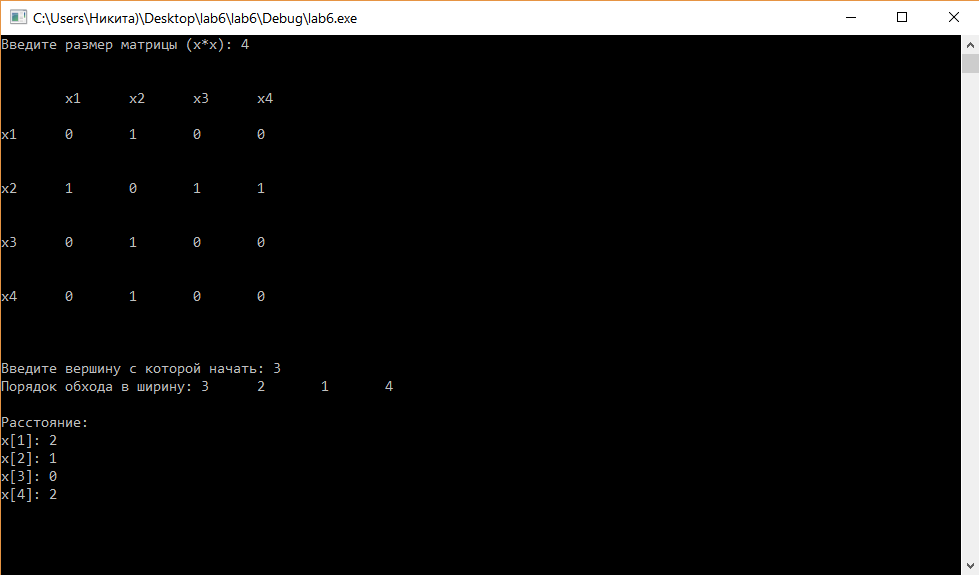 C:\Users\Никита)\Desktop\lab6\lab6\Debug\lab6.exe
Введите размер матрицы (x*x): 4
x1 x2 x3 x4
x1 0 1 0 0
x2 1 0 1 1
x3 0 1 0 0
x4 0 1 0 0
Введите вершину с которой начать: 3
Порядок обхода в ширину: 3 2 1 4
Расстояние:
x[1]: 2
x[2]: 1
x[3]: 0
x[4]: 2